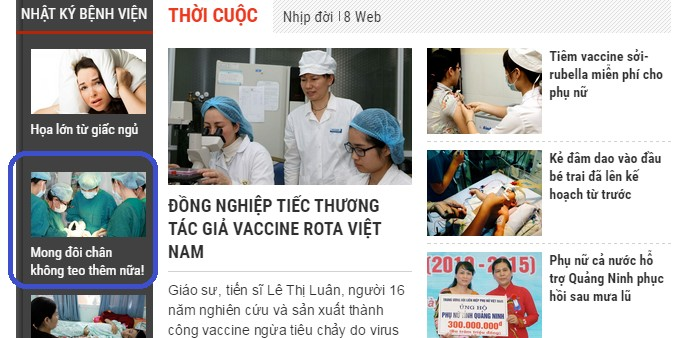 NHẬT KÝ BỆNH VIỆN
Họa lớn từ giấc ngủ
Mong đôi chân
không teo thêm nữa!
THỜI CUỘC
Nhịp đời | 8 Web
ĐỒNG NGHIỆP TIẾC THƯƠNG
TÁC GIẢ VACCINE ROTA VIỆT
NAM
Giáo sư, tiến sĩ Lê Thị Luân, người 16
năm nghiên cứu và sản xuất thành
công vaccine ngừa tiêu chảy do virus
Tiêm vaccine sởi-
rubella miễn phí cho
phụ nữ
Kẻ đâm dao vào đầu
bé trai đã lên kế
hoạch từ trước
(2010 - 2015)
ỦNG HỘ
PHỤ NỮ TỈNH QUẢNG NINH
300.000.000đ
Phụ nữ cả nước hỗ
trợ Quảng Ninh phục
hồi sau mưa lũ